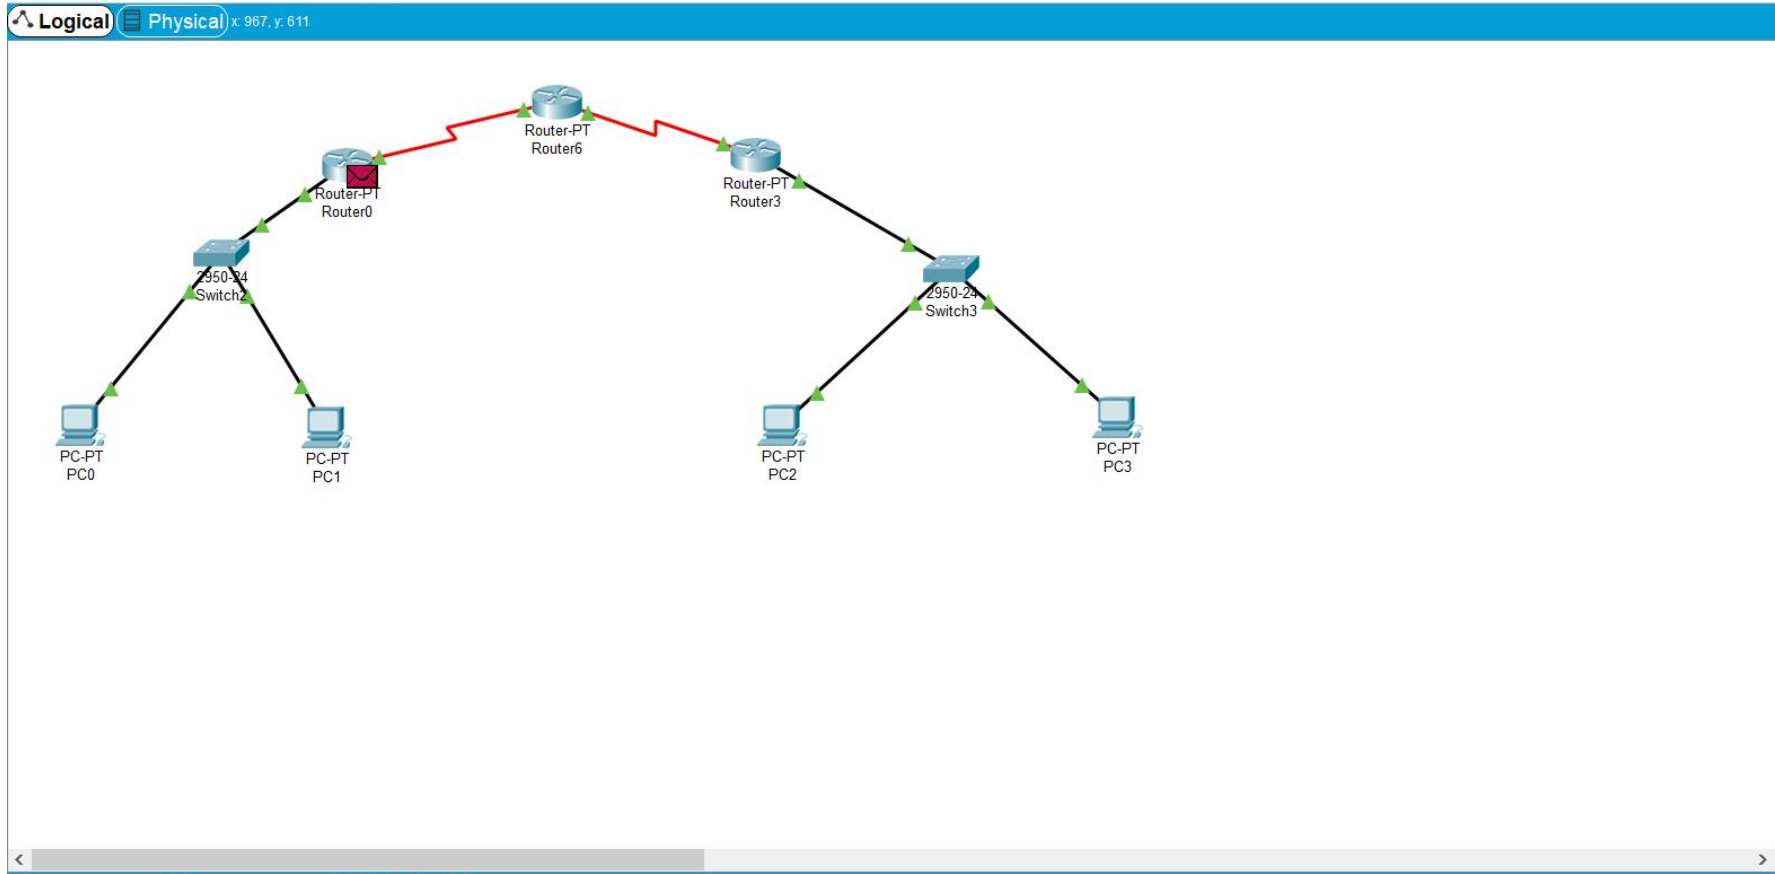 Logical Physical x: 967, y: 611
Router-PT
Router6
Router-PT
Router0
Router-PT
Router3
2950-24
Switch2
2950-24
Switch3
PC-PT
PC0
PC-PT
PC1
PC-PT
PC2
PC-PT
PC3